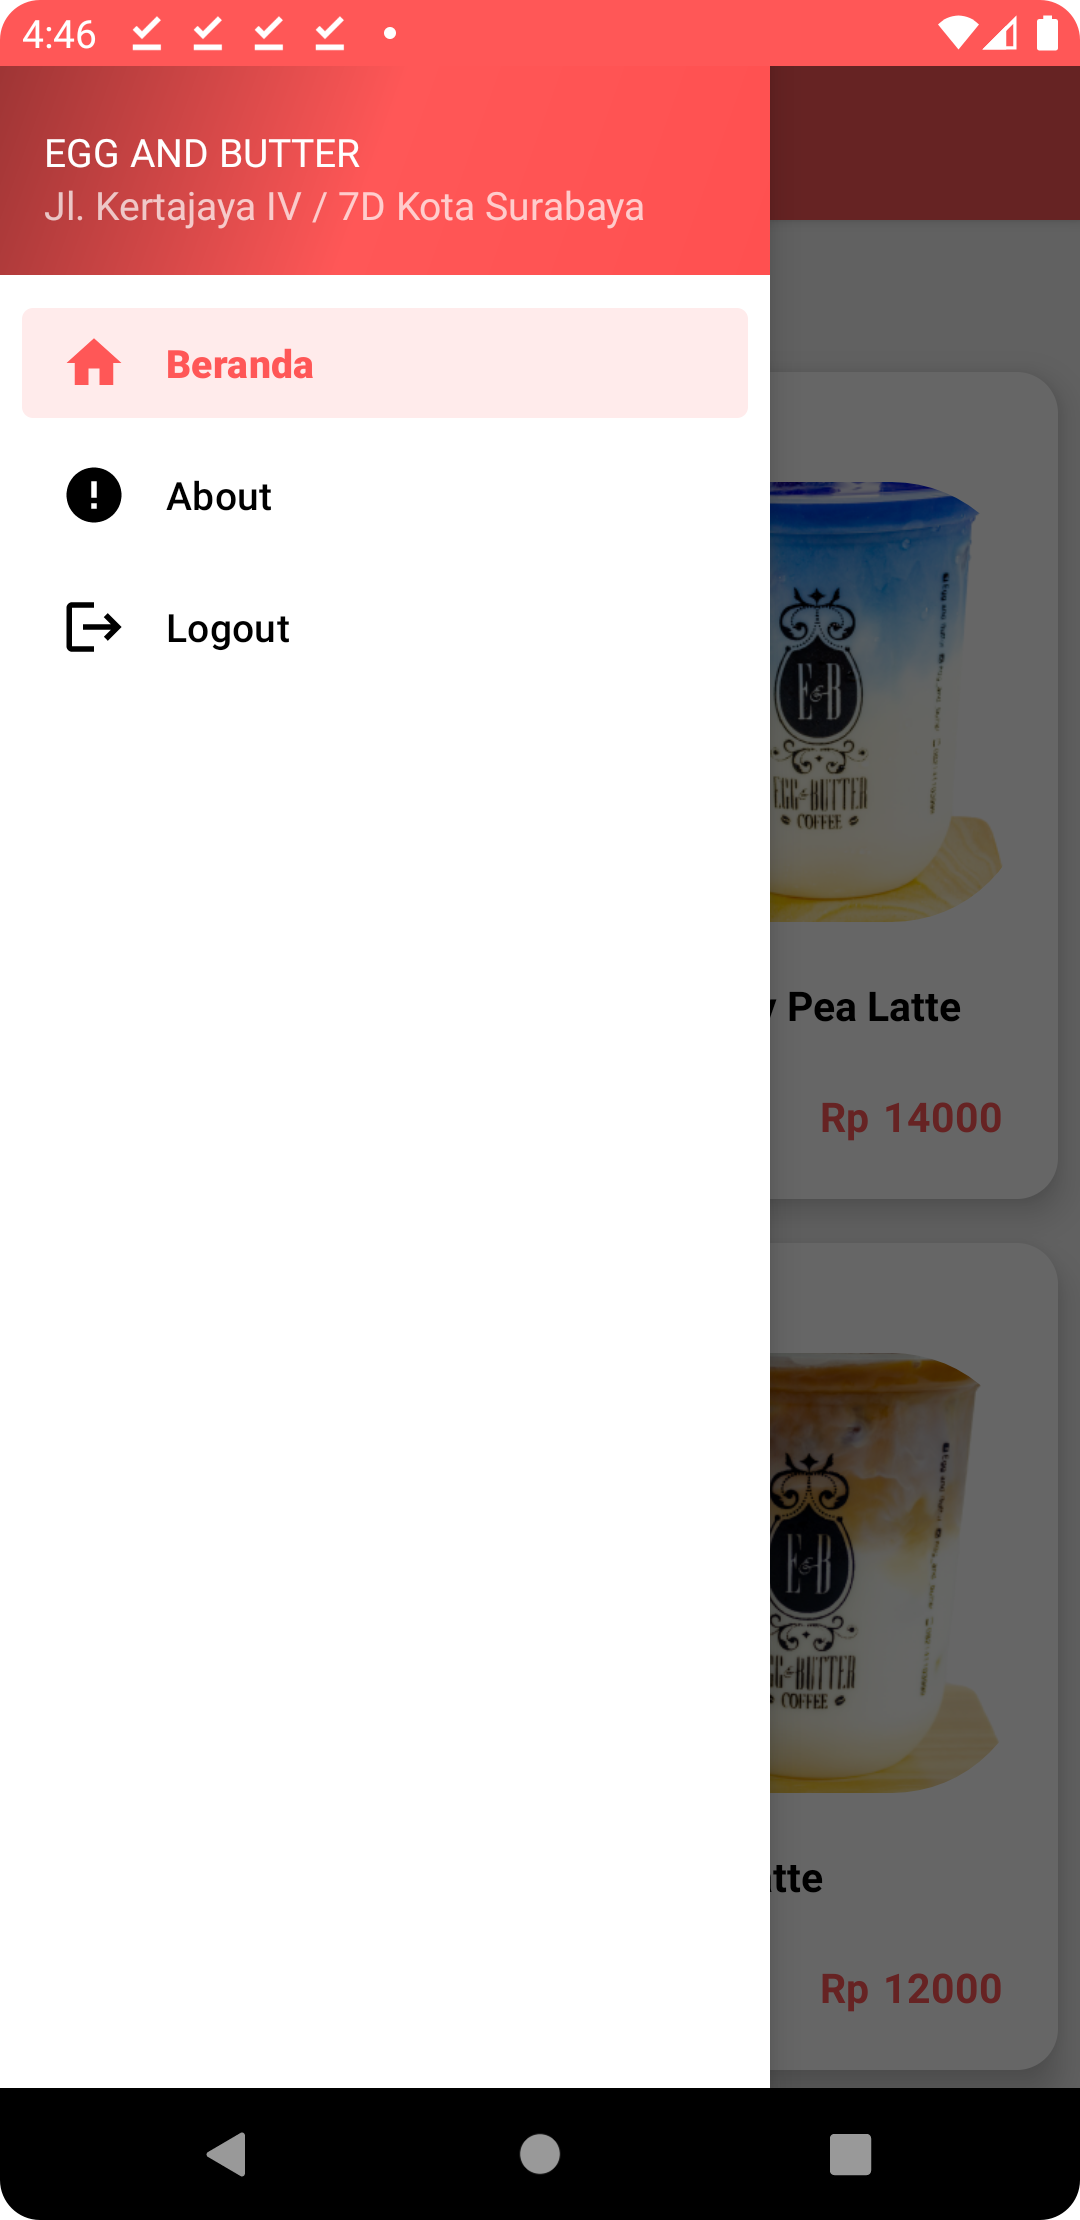 4:46
EGG AND BUTTER
Jl. Kertajaya IV / 7D Kota Surabaya
Beranda
About
Logout
E&B
EGG & BUTTER
COFFEE
Pea Latte
Rp 14000
E&B
GG & BUTTER
COFFEE
tte
Rp 12000